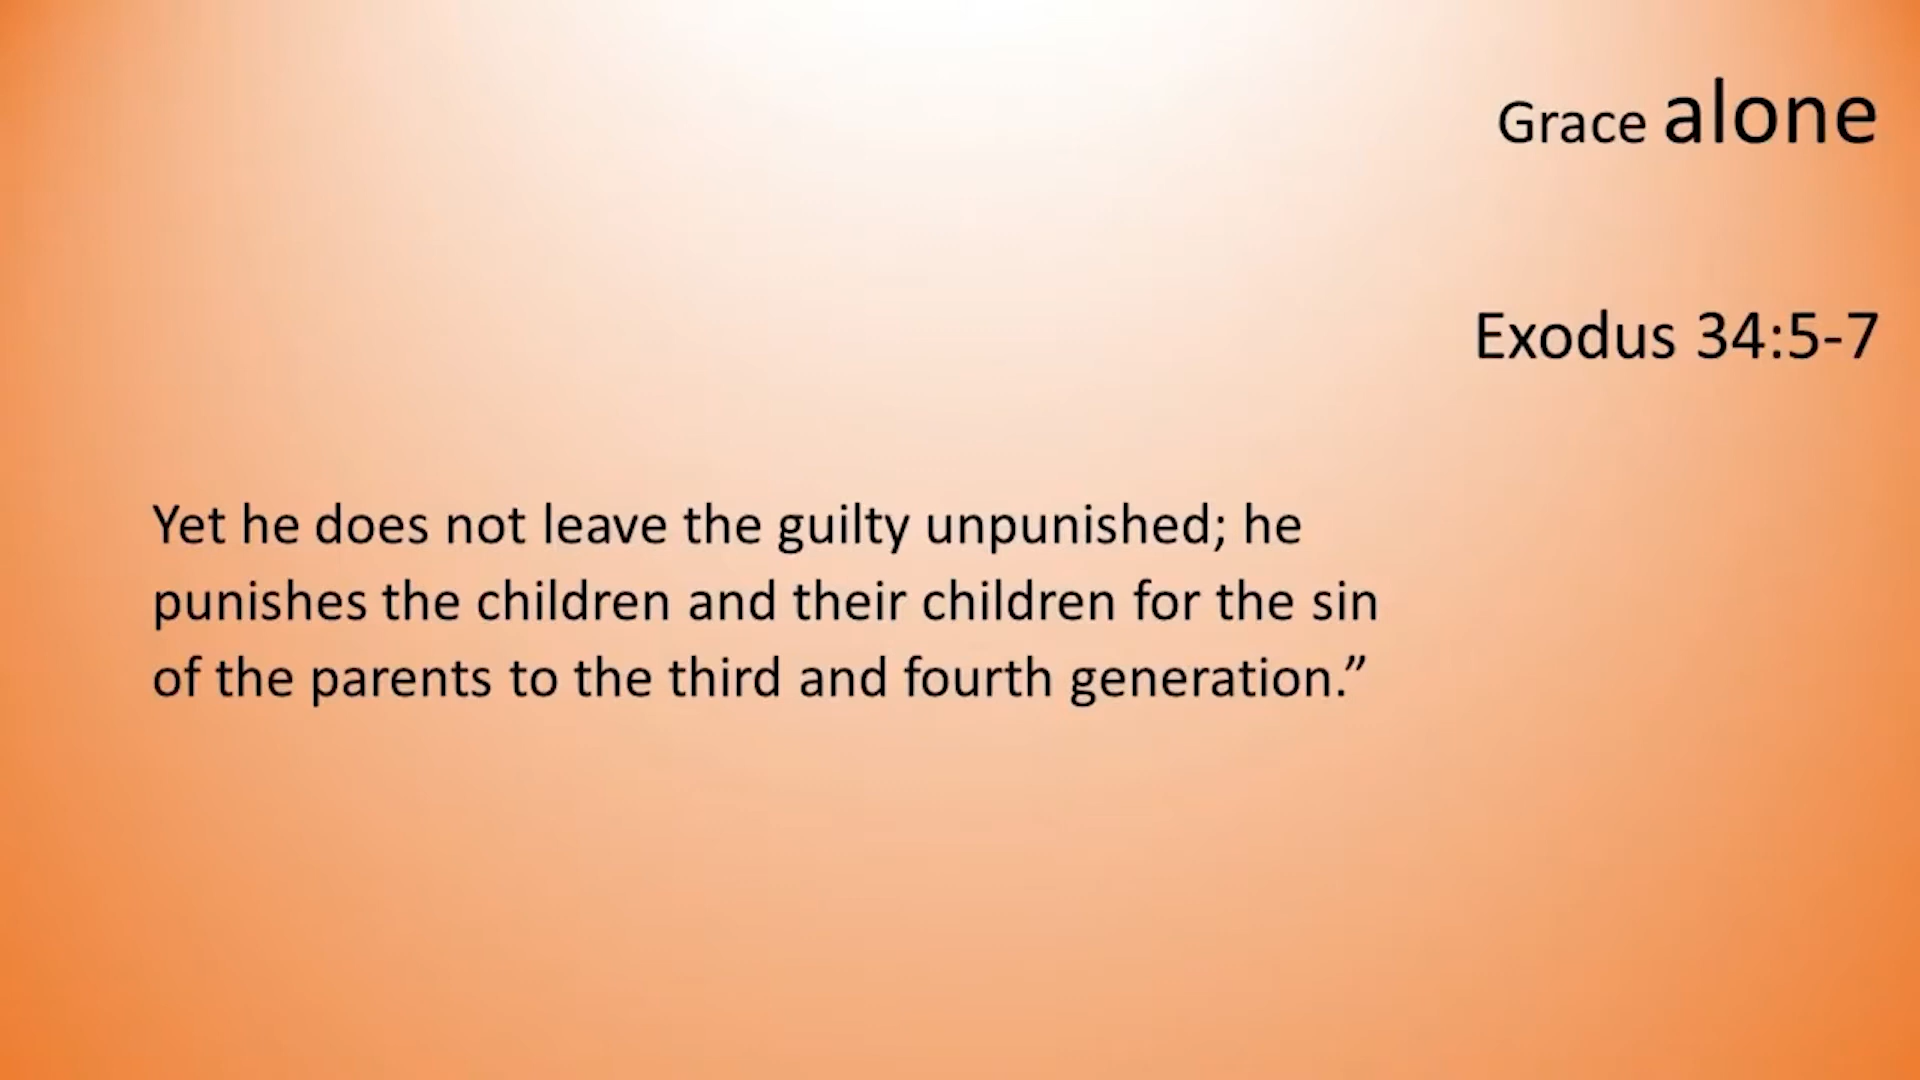 Grace alone
Exodus 34:5-7
Yet he does not leave the guilty unpunished; he
punishes the children and their children for the sin
of the parents to the third and fourth generation.”